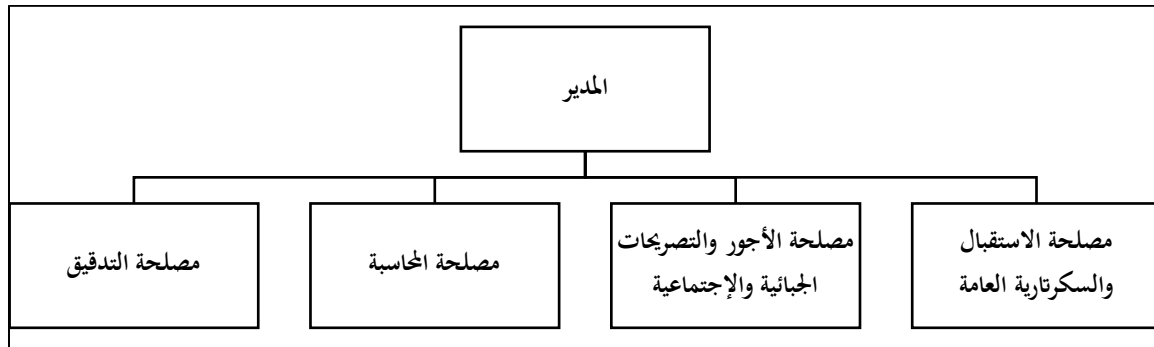 المدير
مصلحة الاستقبال
والسكرتارية العامة
مصلحة الأجور والتصريحات
الجبائية والإجتماعية
مصلحة المحاسبة
مصلحة التدقيق